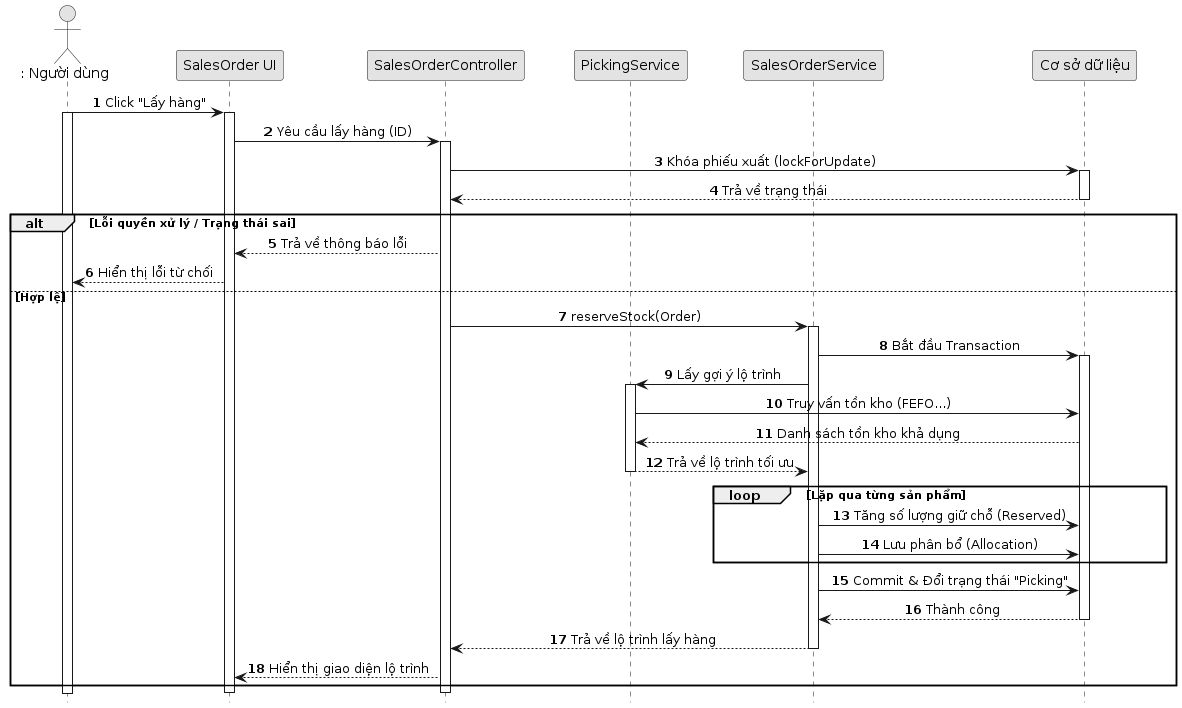 : Người dùng
SalesOrder UI
SalesOrderController
PickingService
SalesOrderService
Cơ sở dữ liệu
1 Click "Lấy hàng"
2 Yêu cầu lấy hàng (ID)
3 Khóa phiếu xuất (lockForUpdate)
4 Trả về trạng thái
alt [Lỗi quyền xử lý / Trạng thái sai]
5 Trả về thông báo lỗi
6 Hiển thị lỗi từ chối
[Hợp lệ]
7 reserveStock(Order)
8 Bắt đầu Transaction
9 Lấy gợi ý lộ trình
10 Truy vấn tồn kho (FEFO...)
11 Danh sách tồn kho khả dụng
12 Trả về lộ trình tối ưu
loop [Lặp qua từng sản phẩm]
13 Tăng số lượng giữ chỗ (Reserved)
14 Lưu phân bổ (Allocation)
15 Commit & Đổi trạng thái "Picking"
16 Thành công
17 Trả về lộ trình lấy hàng
18 Hiển thị giao diện lộ trình